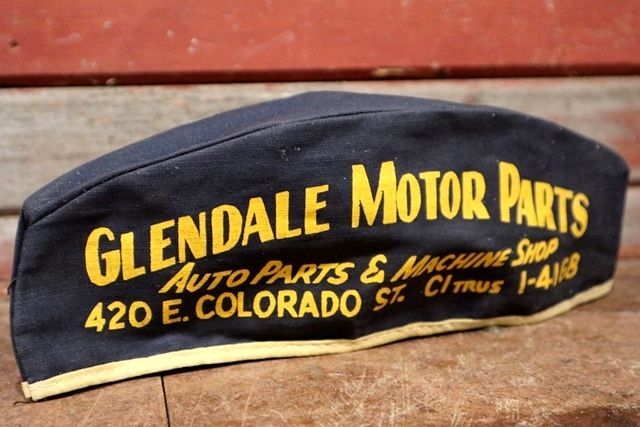 GLENDALE MOTOR PARTS
AUTO PARTS & MACHINE SHOP
420 E. COLORADO ST. CITRUS 1-4168